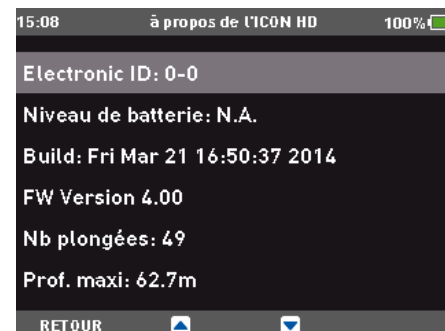 15:08 à propos de l'ICON HD 100%
Electronic ID: 0-0
Niveau de batterie: N.A.
Build: Fri Mar 21 16:50:37 2014
FW Version 4.00
Nb plongées: 49
Prof. maxi: 62.7m
RETOUR